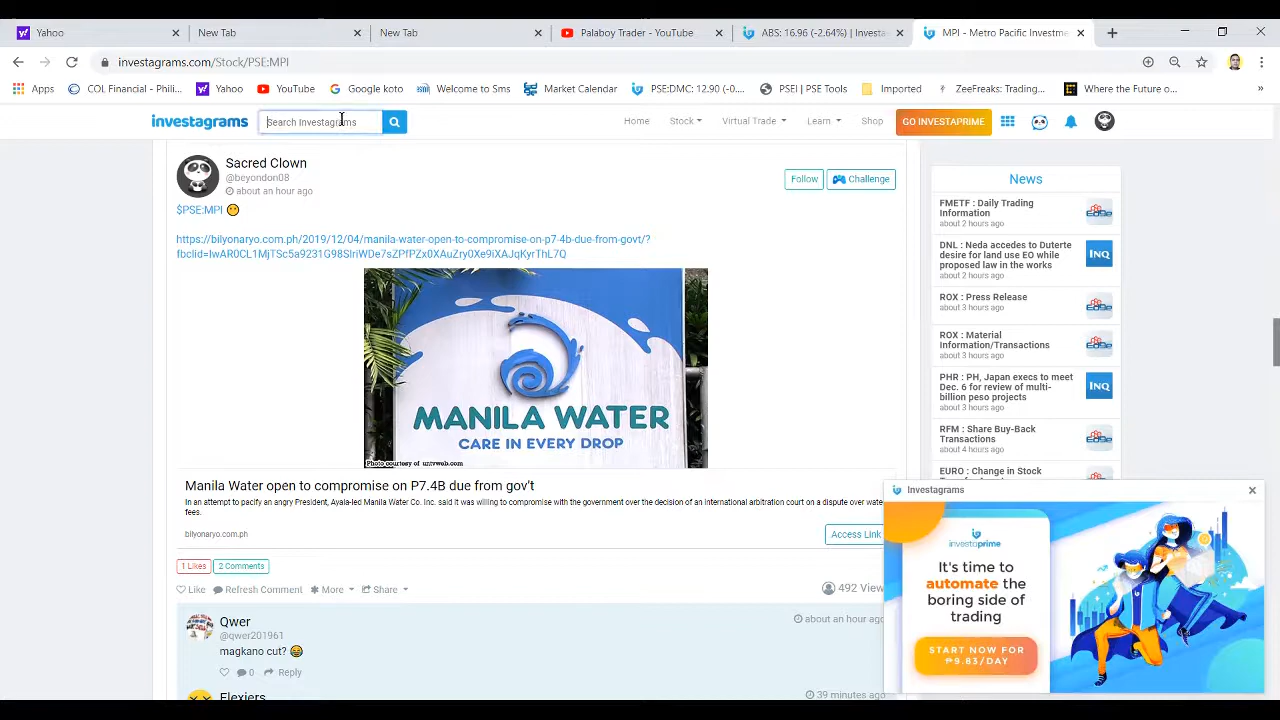 Yahoo
New Tab
New Tab
Palaboy Trader - YouTube
ABS: 16.96 (-2.64%) | Investa
MPI - Metro Pacific Investme
investagrams.com/Stock/PSE:MPI
Apps
COL Financial - Philip...
Yahoo
YouTube
Google koto
Welcome to Sms
Market Calendar
PSE:DMC: 12.90 (-0....
PSEI | PSE Tools
Imported
ZeeFreaks: Trading...
Where the Future o...
investagrams
Search Investagrams
Home
Stock
Virtual Trade
Learn
Shop
GO INVESTAPRIME
Sacred Clown
@beyondon08
about an hour ago
Follow
Challenge
$PSE:MPI
https://bilyonaryo.com.ph/2019/12/04/manila-water-open-to-compromise-on-p7-4b-due-from-govt/?
MANILA WATER
CARE IN EVERY DROP
Photo courtesy of untvweb.com
Manila Water open to compromise on P7.4B due from gov't
In an effort to pacify an angry President, Ayala-led Manila Water Co. Inc. said it was willing to compromise with the government over the decision of an international arbitration court on a dispute over wate
fees.
bilyonaryo.com.ph
Access Link
1 Likes
2 Comments
Like
Refresh Comment
More
Share
492 View
Qwer
@qwer201961
about an hour ago
magkano cut?
0
Reply
Flexiers
39 minutes ago
News
FMETF : Daily Trading
Information
about 2 hours ago
DNL : Neda accedes to Duterte
desire for land use EO while
proposed law in the works
about 2 hours ago
INQ
ROX : Press Release
about 3 hours ago
ROX : Material
Information/Transactions
about 3 hours ago
PHR : PH, Japan execs to meet
Dec. 6 for review of multi-
billion peso projects
about 3 hours ago
INQ
RFM : Share Buy-Back
Transactions
about 4 hours ago
EURO : Change in Stock
Investagrams
investaprime
It's time to
automate the
boring side of
trading
START NOW FOR
₱9.83/DAY